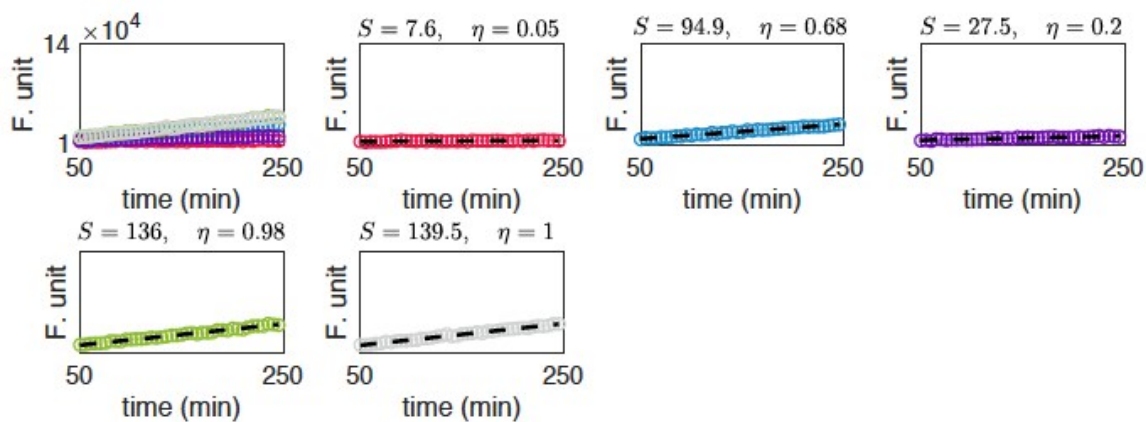 14 ×10⁴
F. unit
1
50 250
time (min)
S = 7.6, η = 0.05
F. unit
50 250
time (min)
S = 94.9, η = 0.68
F. unit
50 250
time (min)
S = 27.5, η = 0.2
F. unit
50 250
time (min)
S = 136, η = 0.98
F. unit
50 250
time (min)
S = 139.5, η = 1
F. unit
50 250
time (min)